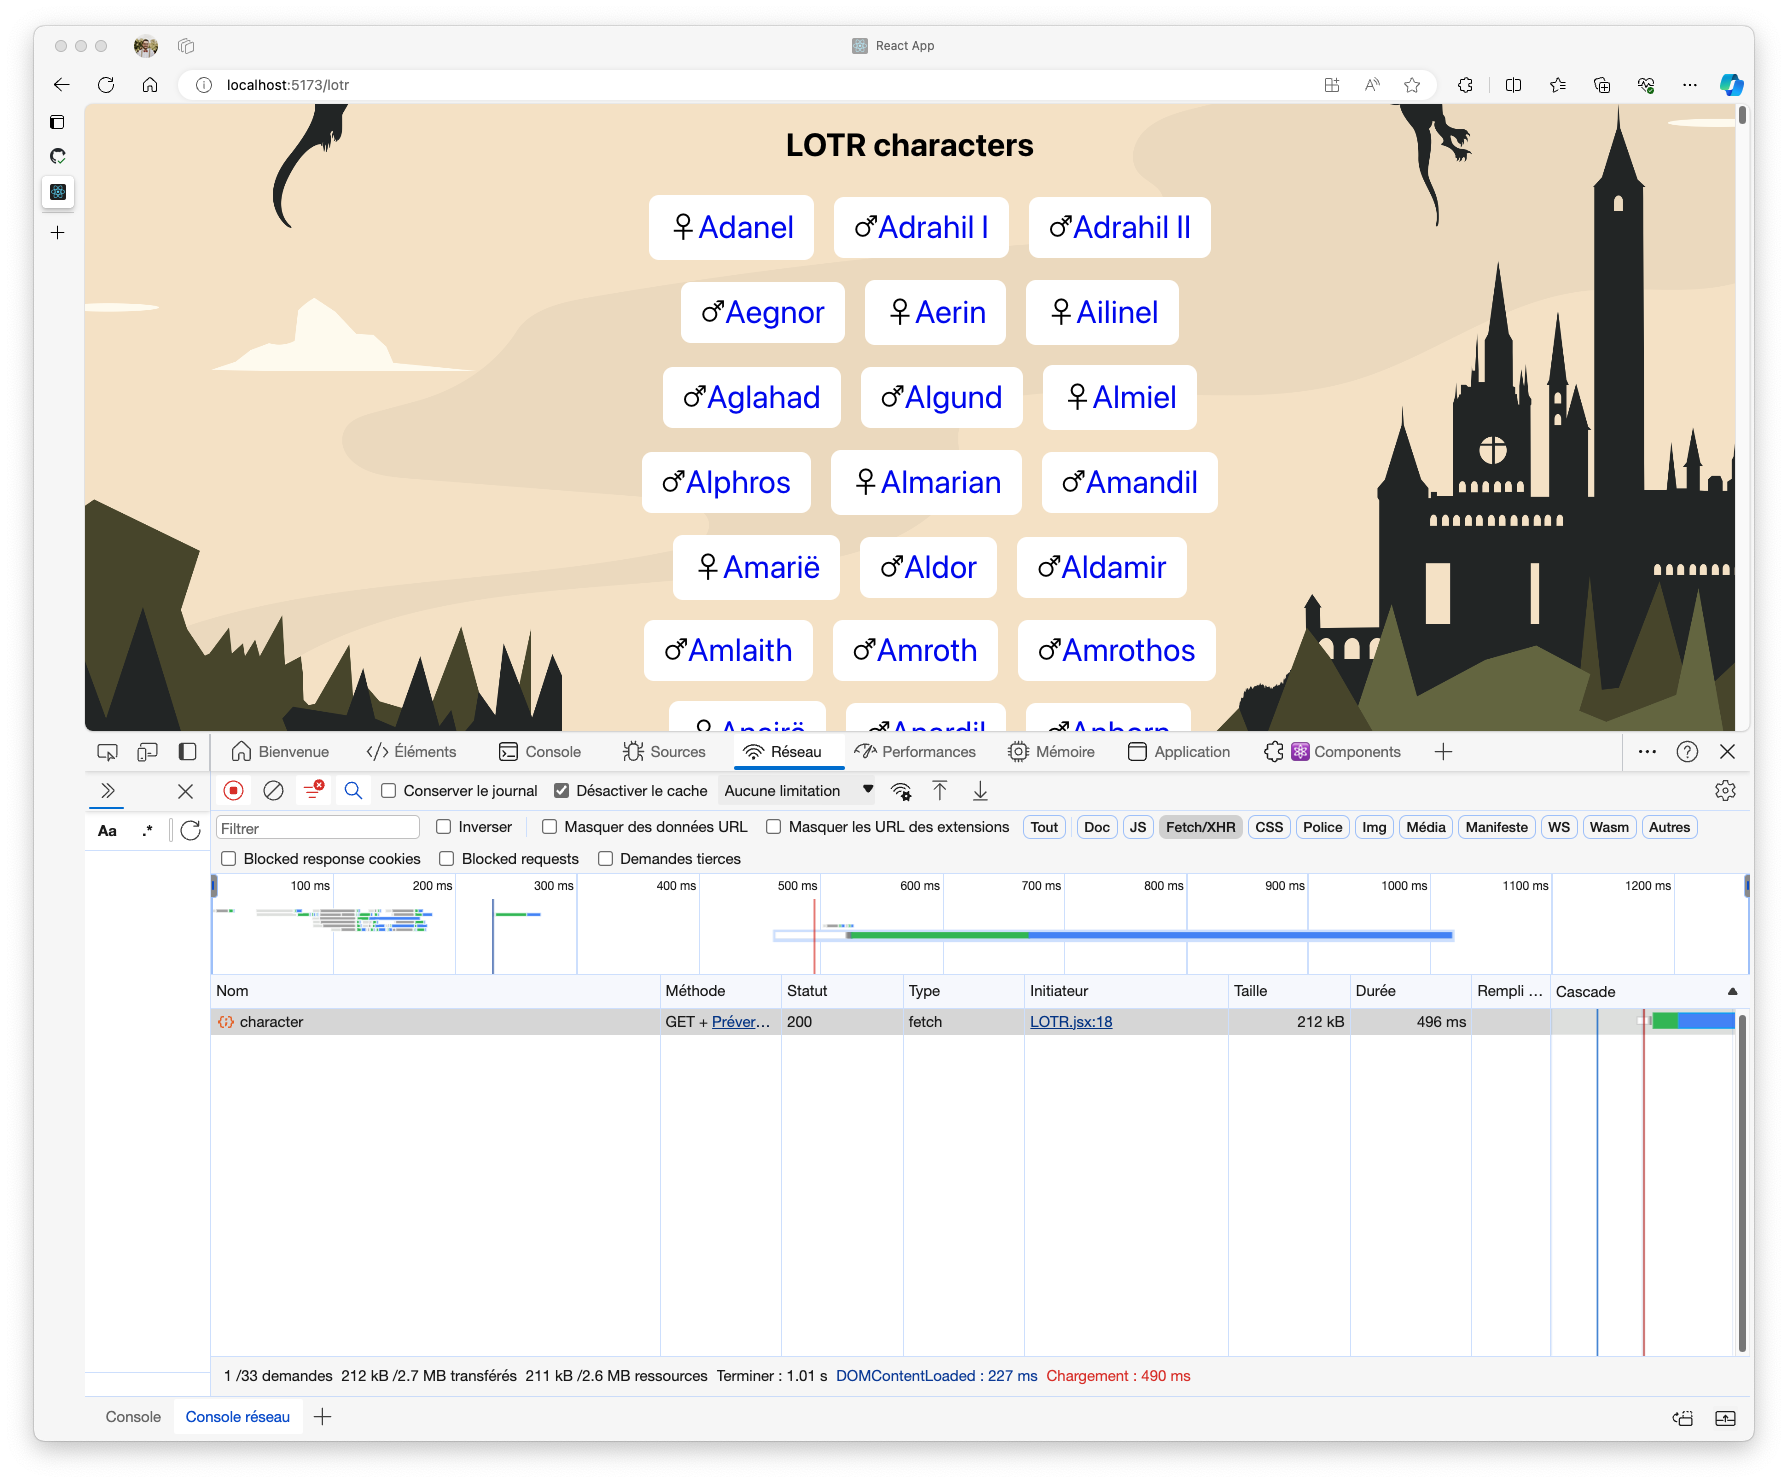 React App
localhost:5173/lotr
LOTR characters
♀Adanel ♂Adrahil I ♂Adrahil II
♂Aegnor ♀Aerin ♀Ailinel
♂Aglahad ♂Algund ♀Almiel
♂Alphros ♀Almarian ♂Amandil
♀Amarië ♂Aldor ♂Aldamir
♂Amlaith ♂Amroth ♂Amrothos
Bienvenue Éléments Console Sources Réseau Performances Mémoire Application Components
Conserver le journal Désactiver le cache Aucune limitation
Aa .*
Filtrer Inverser Masquer des données URL Masquer les URL des extensions Tout Doc JS Fetch/XHR CSS Police Img Média Manifeste WS Wasm Autres
Blocked response cookies Blocked requests Demandes tierces
100 ms 200 ms 300 ms 400 ms 500 ms 600 ms 700 ms 800 ms 900 ms 1000 ms 1100 ms 1200 ms
Nom Méthode Statut Type Initiateur Taille Durée Rempli ... Cascade
character GET + Préver... 200 fetch LOTR.jsx:18 212 kB 496 ms
1 /33 demandes 212 kB /2.7 MB transférés 211 kB /2.6 MB ressources Terminer : 1.01 s DOMContentLoaded : 227 ms Chargement : 490 ms
Console Console réseau